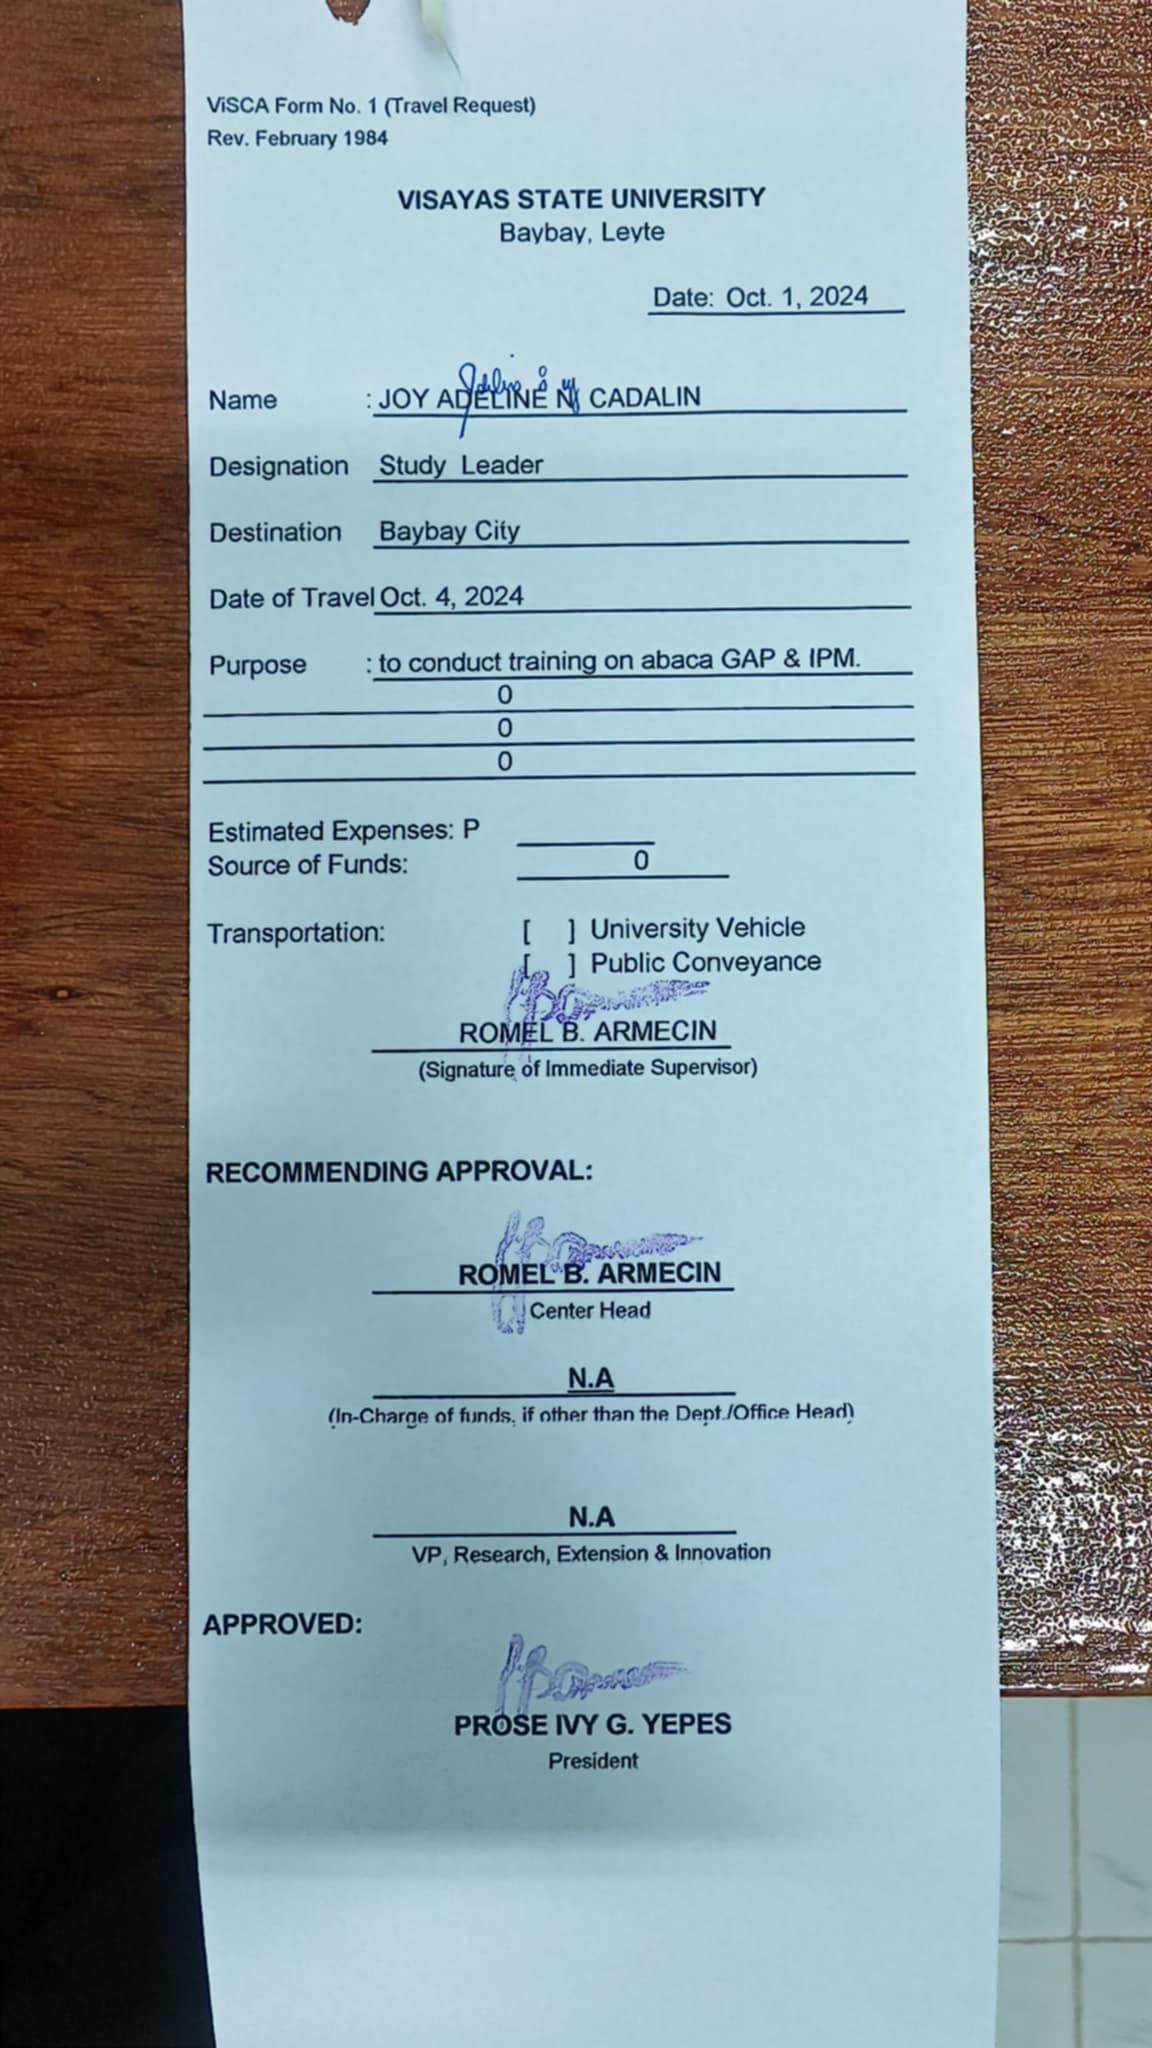 ViSCA Form No. 1 (Travel Request)
Rev. February 1984
VISAYAS STATE UNIVERSITY
Baybay, Leyte
Date: Oct. 1, 2024
Name : JOY ADELINE N. CADALIN
Designation Study Leader
Destination Baybay City
Date of Travel Oct. 4, 2024
Purpose : to conduct training on abaca GAP & IPM.
0
0
0
Estimated Expenses: P
Source of Funds: 0
Transportation: [ ] University Vehicle
[ ] Public Conveyance
ROMEL B. ARMECIN
(Signature of Immediate Supervisor)
RECOMMENDING APPROVAL:
ROMEL B. ARMECIN
Center Head
N.A
(In-Charge of funds, if other than the Dept./Office Head)
N.A
VP, Research, Extension & Innovation
APPROVED:
PROSE IVY G. YEPES
President